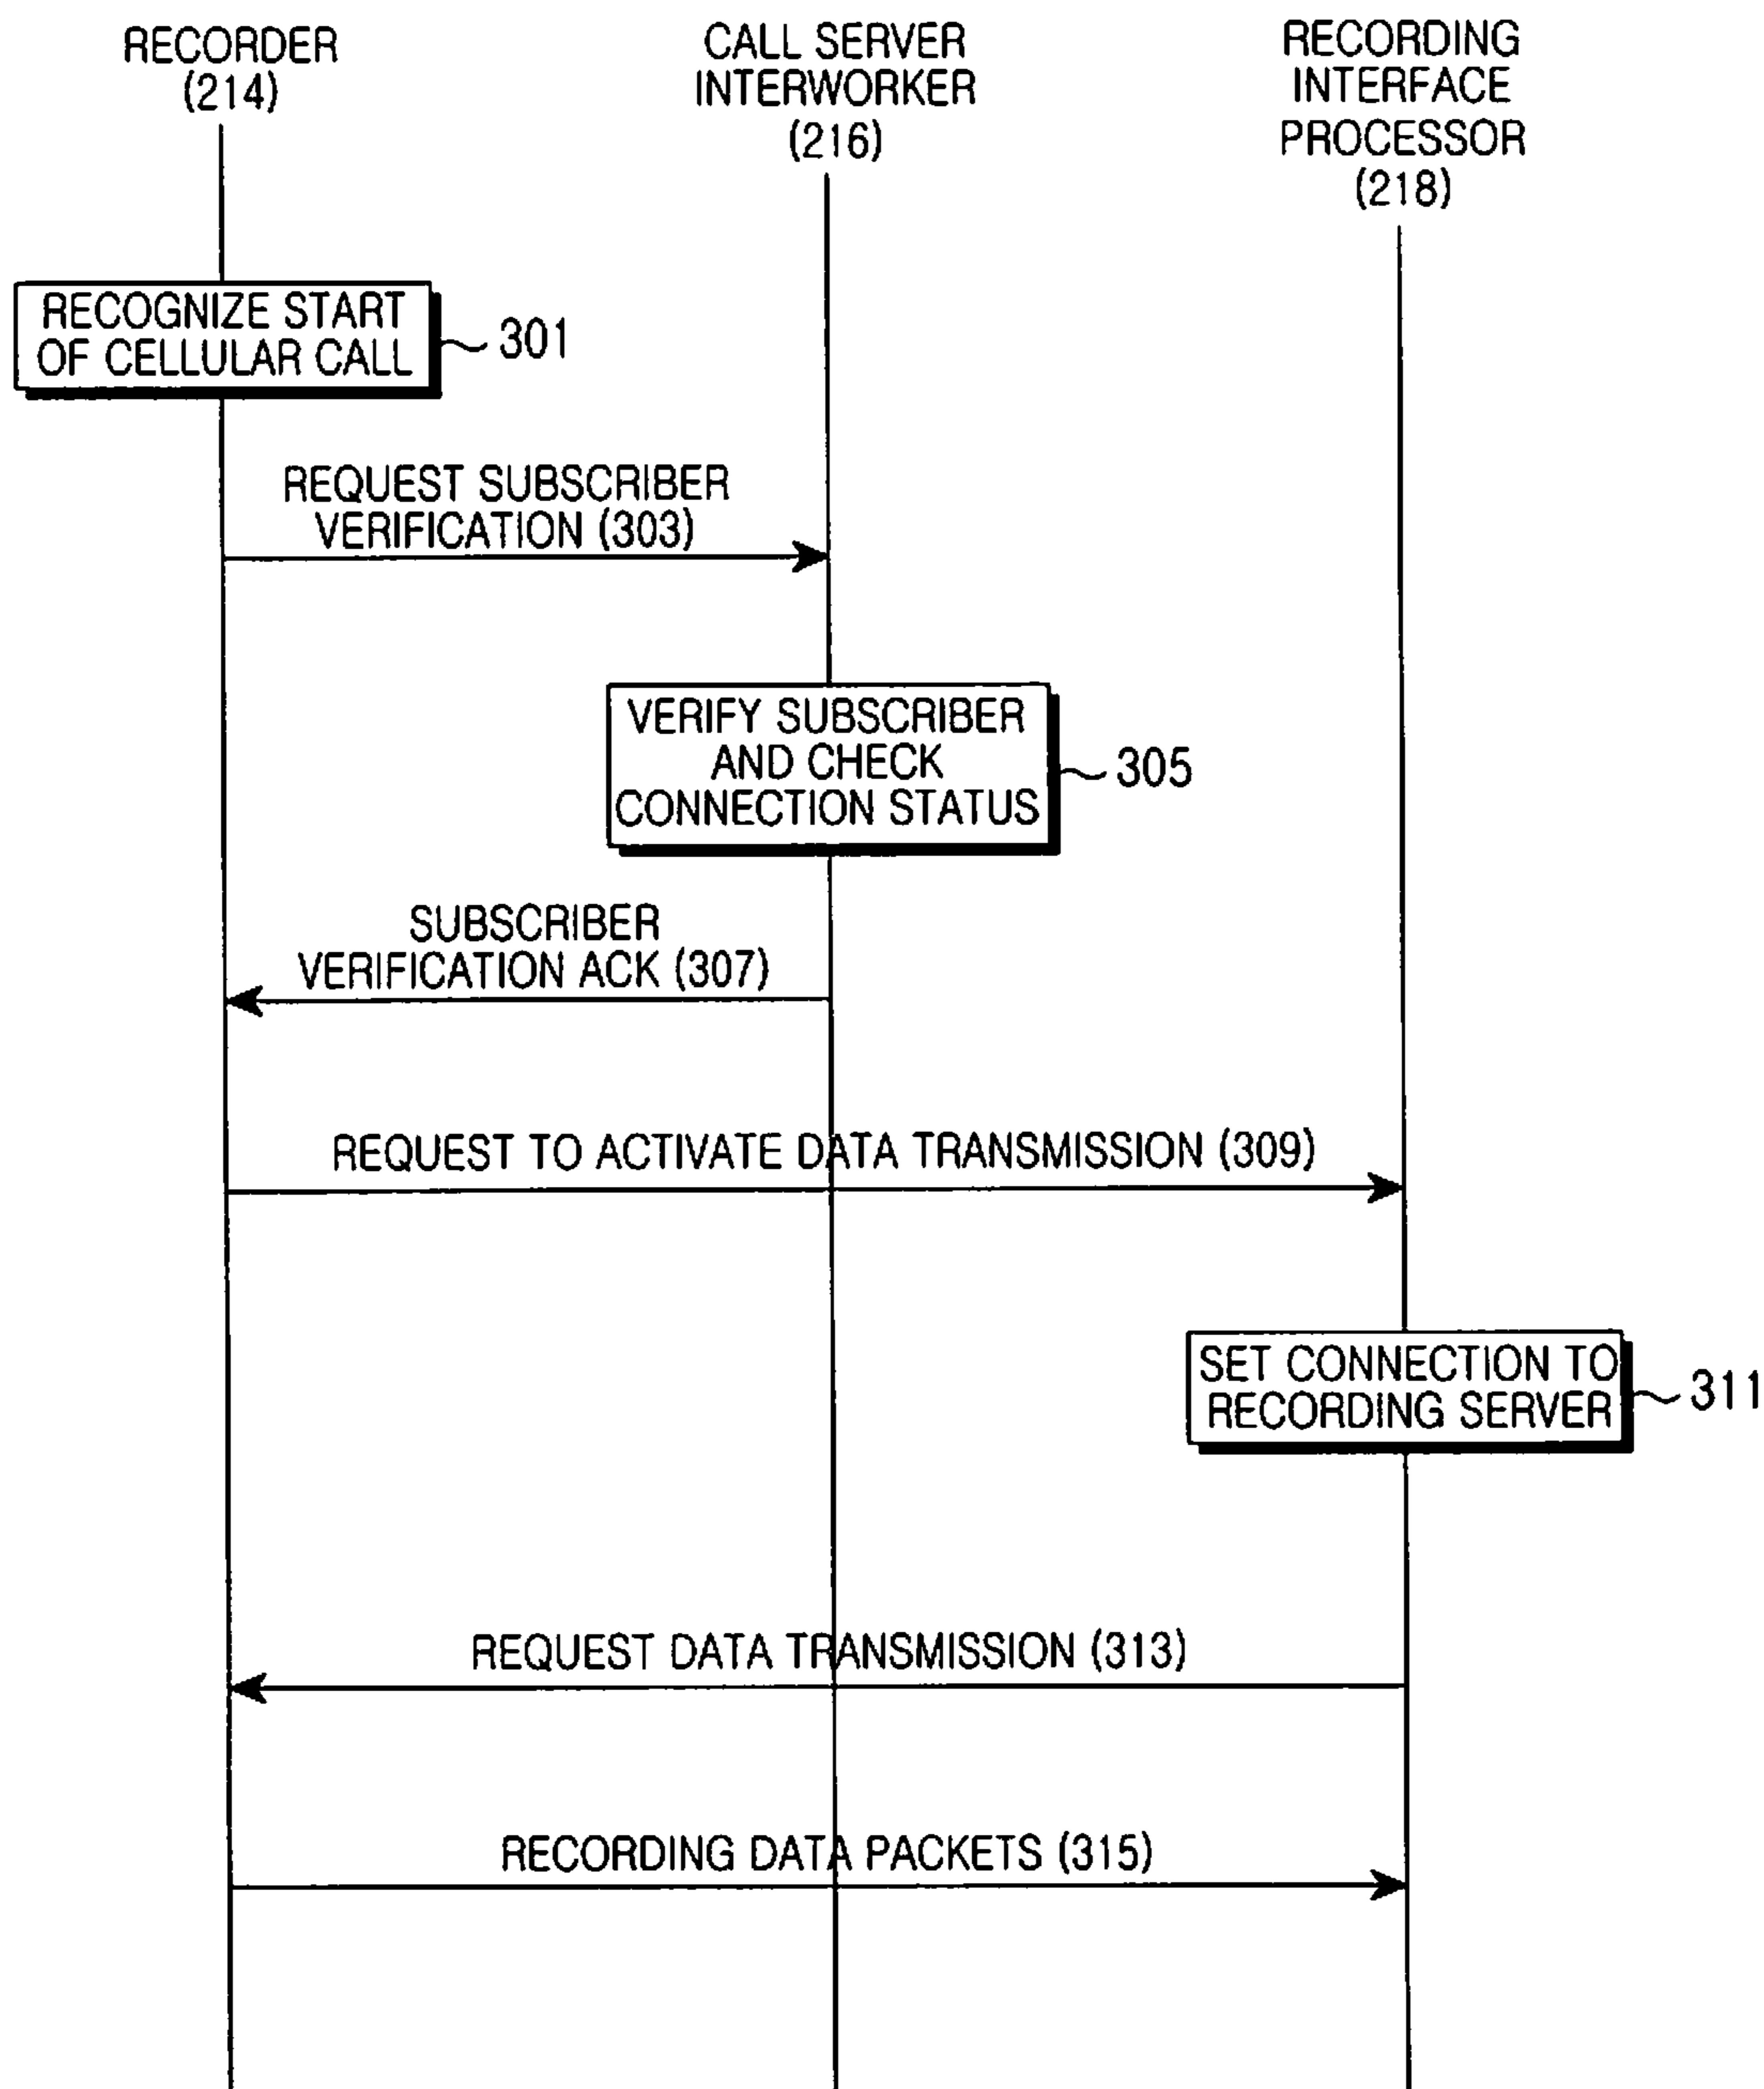 RECORDER
(214)
CALL SERVER
INTERWORKER
(216)
RECORDING
INTERFACE
PROCESSOR
(218)
RECOGNIZE START
OF CELLULAR CALL
301
REQUEST SUBSCRIBER
VERIFICATION (303)
VERIFY SUBSCRIBER
AND CHECK
CONNECTION STATUS
305
SUBSCRIBER
VERIFICATION ACK (307)
REQUEST TO ACTIVATE DATA TRANSMISSION (309)
SET CONNECTION TO
RECORDING SERVER
311
REQUEST DATA TRANSMISSION (313)
RECORDING DATA PACKETS (315)